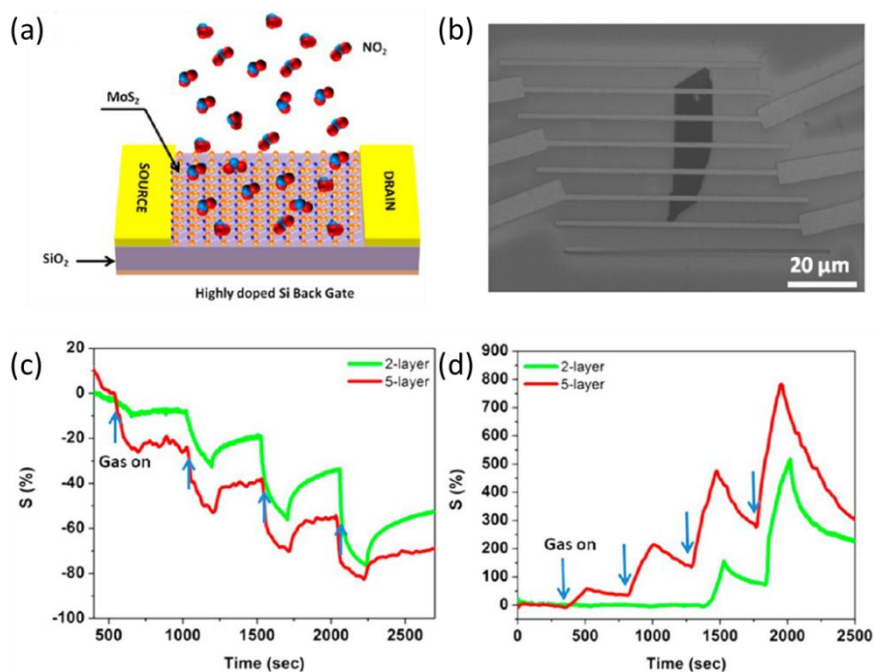 (a)
NO2
MoS2
SOURCE
DRAIN
SiO2
Highly doped Si Back Gate
(b)
20 µm
(c)
20
0
-20
-40
-60
-80
-100
S (%)
2-layer
5-layer
Gas on
500 1000 1500 2000 2500
Time (sec)
(d)
900
800
700
600
500
400
300
200
100
0
S (%)
2-layer
5-layer
Gas on
0 500 1000 1500 2000 2500
Time (sec)